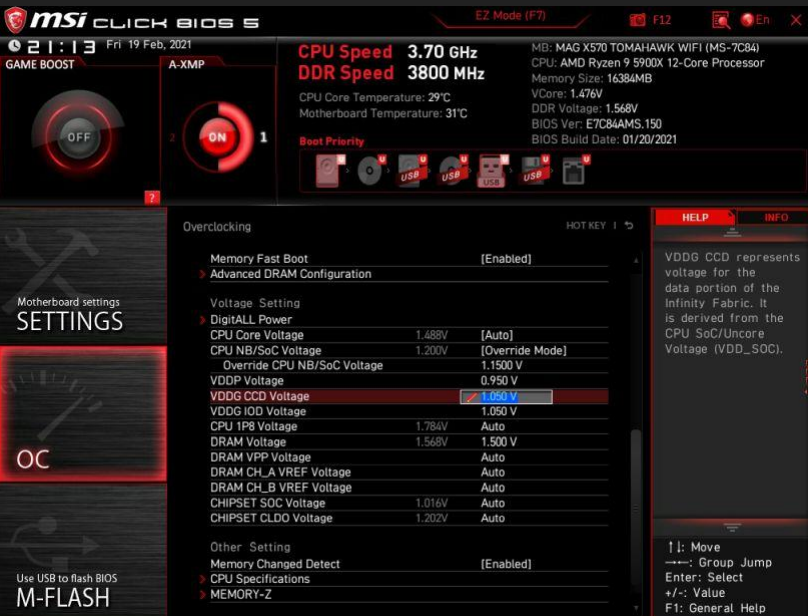 msi CLICK BIOS 5
EZ Mode (F7)
F12
En
X
21:13 Fri 19 Feb, 2021
GAME BOOST
OFF
?
A-XMP
2 ON 1
CPU Speed 3.70 GHz
DDR Speed 3800 MHz
CPU Core Temperature: 29°C
Motherboard Temperature: 31°C
MB: MAG X570 TOMAHAWK WIFI (MS-7C84)
CPU: AMD Ryzen 9 5900X 12-Core Processor
Memory Size: 16384MB
VCore: 1.476V
DDR Voltage: 1.568V
BIOS Ver: E7C84AMS.150
BIOS Build Date: 01/20/2021
Boot Priority
U U U U USB USB USB USB U
Motherboard settings
SETTINGS
OC
Use USB to flash BIOS
M-FLASH
Overclocking
HOT KEY |
Memory Fast Boot [Enabled]
Advanced DRAM Configuration
Voltage Setting
DigitALL Power
CPU Core Voltage 1.488V [Auto]
CPU NB/SoC Voltage 1.200V [Override Mode]
Override CPU NB/SoC Voltage 1.1500 V
VDDP Voltage 0.950 V
VDDG CCD Voltage 1.050 V
VDDG IOD Voltage 1.050 V
CPU 1P8 Voltage 1.784V Auto
DRAM Voltage 1.568V 1.500 V
DRAM VPP Voltage Auto
DRAM CH_A VREF Voltage Auto
DRAM CH_B VREF Voltage Auto
CHIPSET SOC Voltage 1.016V Auto
CHIPSET CLDO Voltage 1.202V Auto
Other Setting
Memory Changed Detect [Enabled]
CPU Specifications
MEMORY-Z
HELP
INFO
VDDG CCD represents
voltage for the
data portion of the
Infinity Fabric. It
is derived from the
CPU SoC/Uncore
Voltage (VDD_SOC).
↑↓: Move
→←: Group Jump
Enter: Select
+/-: Value
F1: General Help